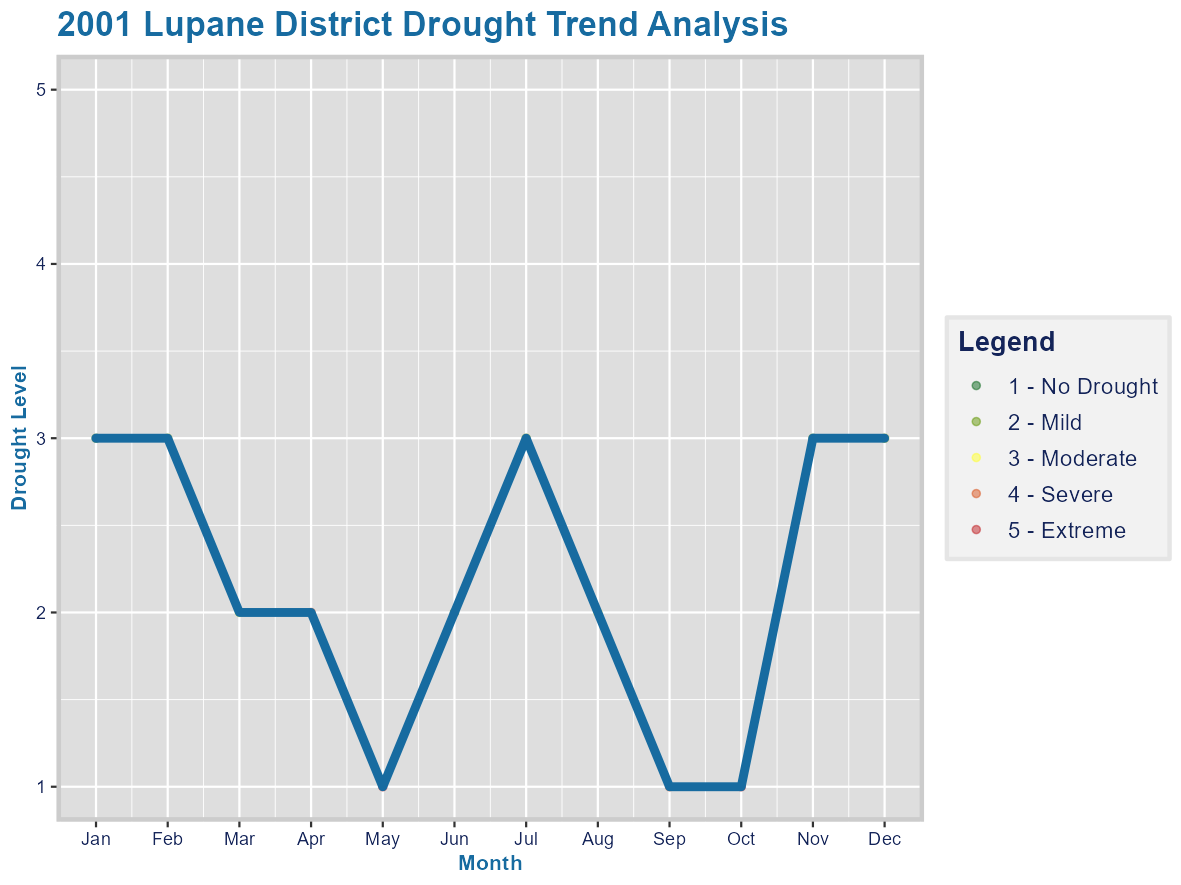 2001 Lupane District Drought Trend Analysis
5
4
3
2
1
Drought Level
Jan Feb Mar Apr May Jun Jul Aug Sep Oct Nov Dec
Month
Legend
1 - No Drought
2 - Mild
3 - Moderate
4 - Severe
5 - Extreme